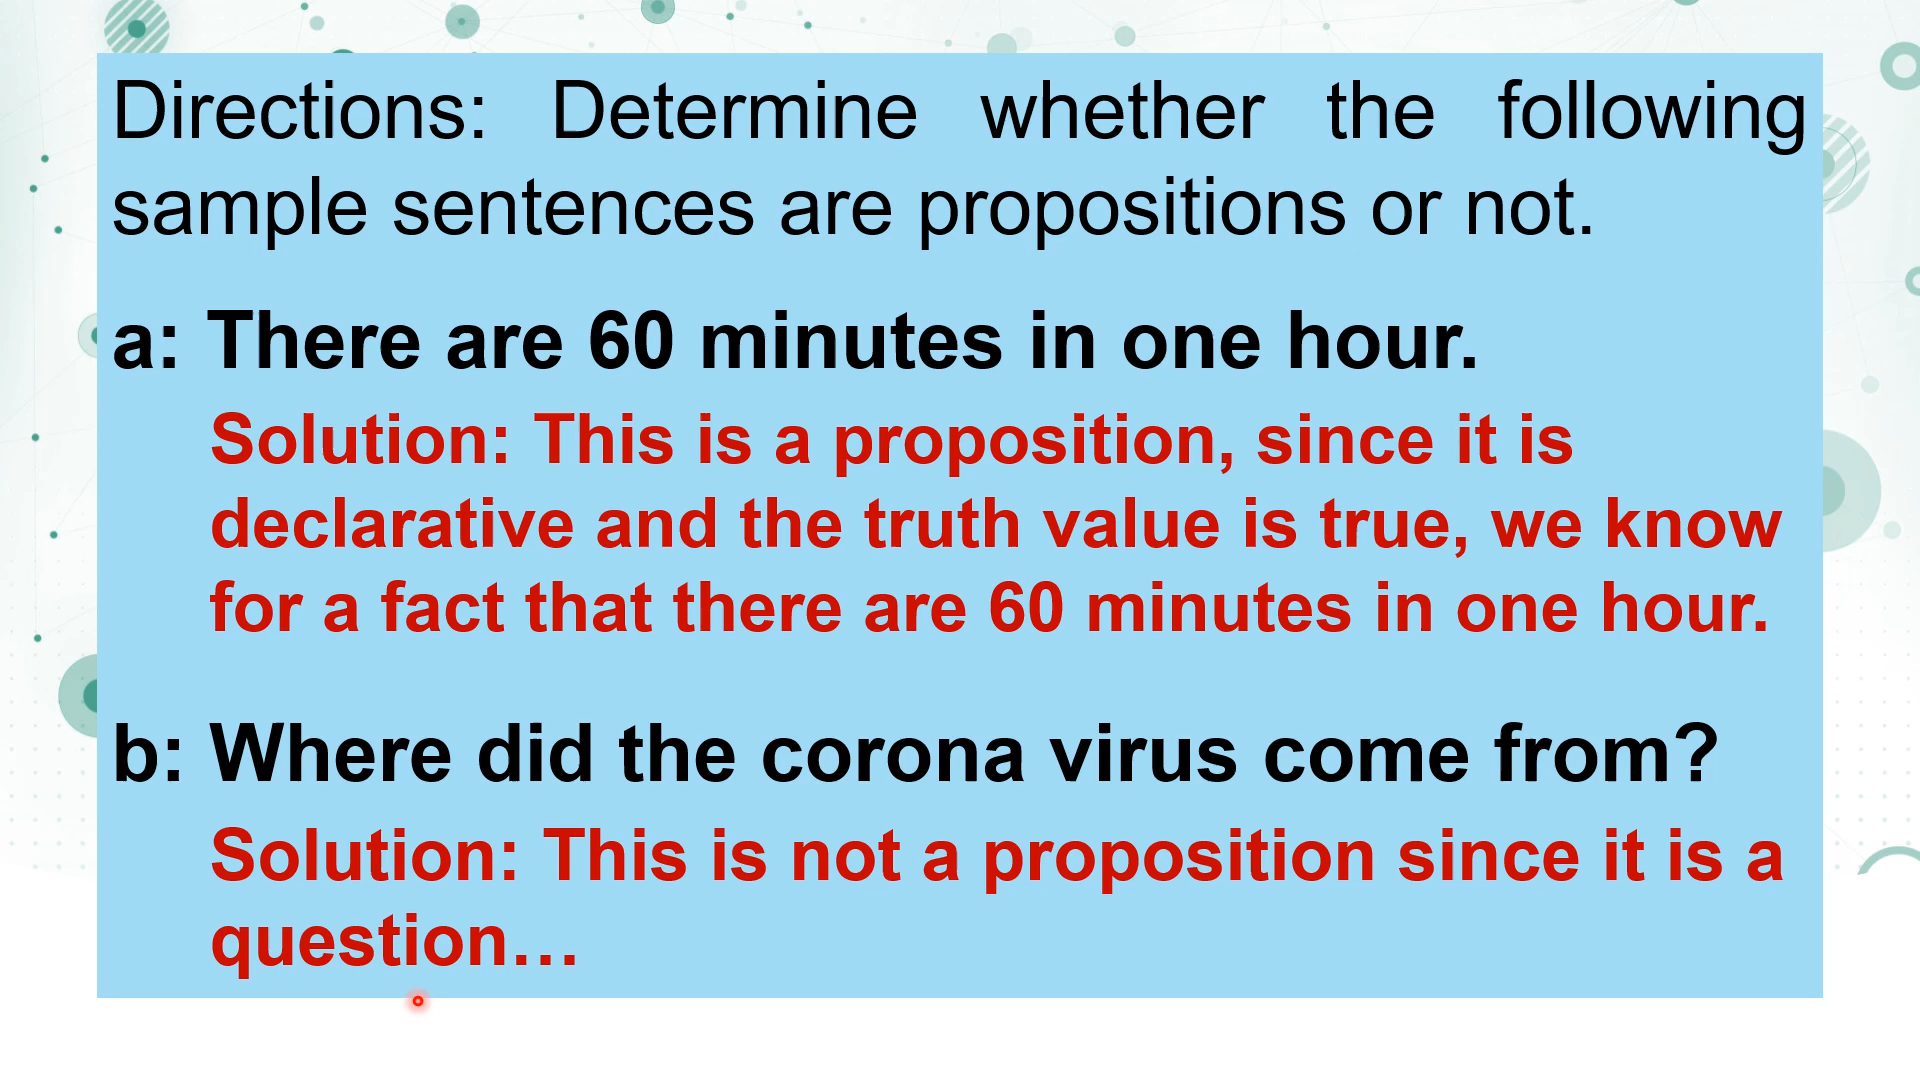 Directions: Determine whether the following
sample sentences are propositions or not.
a: There are 60 minutes in one hour.
Solution: This is a proposition, since it is
declarative and the truth value is true, we know
for a fact that there are 60 minutes in one hour.
b: Where did the corona virus come from?
Solution: This is not a proposition since it is a
question…